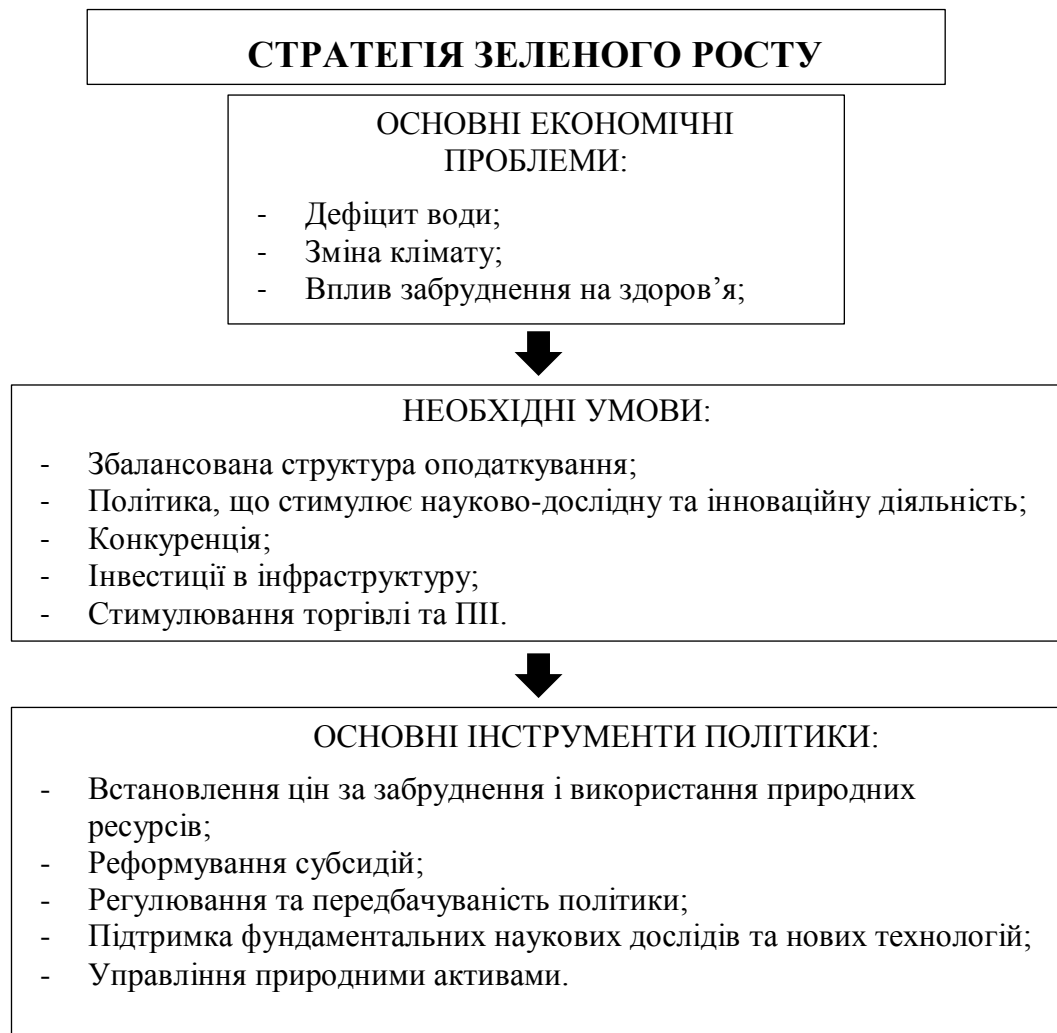 СТРАТЕГІЯ ЗЕЛЕНОГО РОСТУ
ОСНОВНІ ЕКОНОМІЧНІ
ПРОБЛЕМИ:
- Дефіцит води;
- Зміна клімату;
- Вплив забруднення на здоров’я;
НЕОБХІДНІ УМОВИ:
- Збалансована структура оподаткування;
- Політика, що стимулює науково-дослідну та інноваційну діяльність;
- Конкуренція;
- Інвестиції в інфраструктуру;
- Стимулювання торгівлі та ПІІ.
ОСНОВНІ ІНСТРУМЕНТИ ПОЛІТИКИ:
- Встановлення цін за забруднення і використання природних
ресурсів;
- Реформування субсидій;
- Регулювання та передбачуваність політики;
- Підтримка фундаментальних наукових дослідів та нових технологій;
- Управління природними активами.